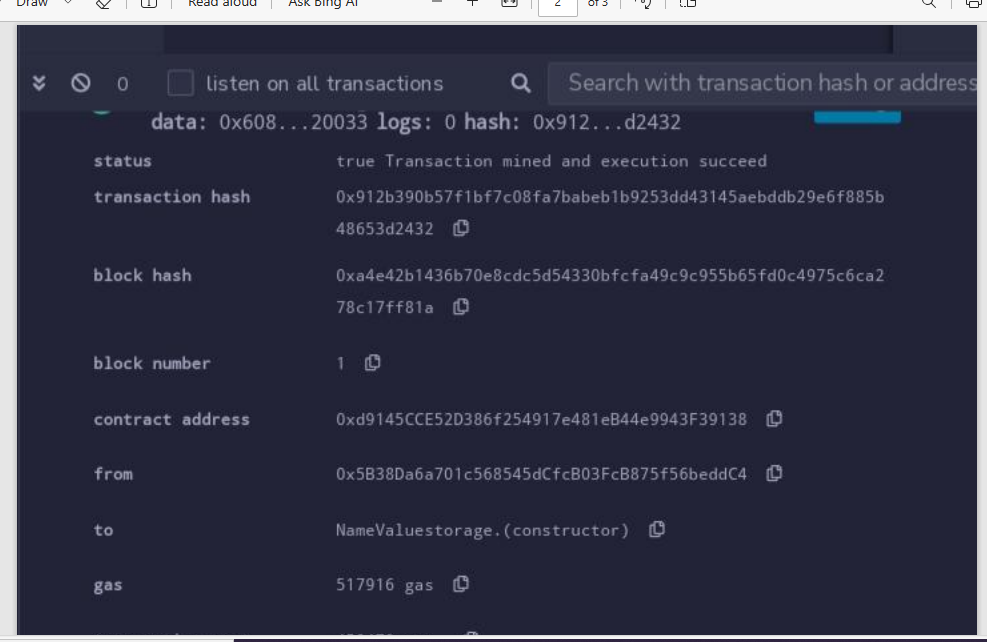 Draw
Read aloud
Ask Bing AI
2
of 3
0
listen on all transactions
Search with transaction hash or address
data: 0x608...20033 logs: 0 hash: 0x912...d2432
status true Transaction mined and execution succeed
transaction hash 0x912b390b57f1bf7c08fa7babeb1b9253dd43145aebddb29e6f885b
48653d2432
block hash 0xa4e42b1436b70e8cdc5d54330bfcfa49c9c955b65fd0c4975c6ca2
78c17ff81a
block number 1
contract address 0xd9145CCE52D386f254917e481eB44e9943F39138
from 0x5B38Da6a701c568545dCfcB03FcB875f56beddC4
to NameValuestorage.(constructor)
gas 517916 gas